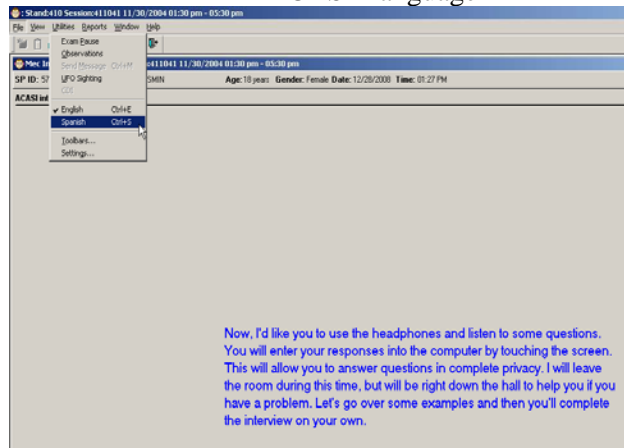 : Stand:410 Session:411041 11/30/2004 01:30 pm - 05:30 pm
File View Utilities Reports Window Help
Exam Pause
Observations
Send Message Ctrl+M
UFO Sighting
English Ctrl+E
Spanish Ctrl+S
Toolbars...
Settings...
Mec In :411041 11/30/2004 01:30 pm - 05:30 pm
SP ID: 57 SMIN Age: 18 years Gender: Female Date: 12/28/2008 Time: 01:27 PM
ACASI int
Now, I'd like you to use the headphones and listen to some questions.
You will enter your responses into the computer by touching the screen.
This will allow you to answer questions in complete privacy. I will leave
the room during this time, but will be right down the hall to help you if you
have a problem. Let's go over some examples and then you'll complete
the interview on your own.